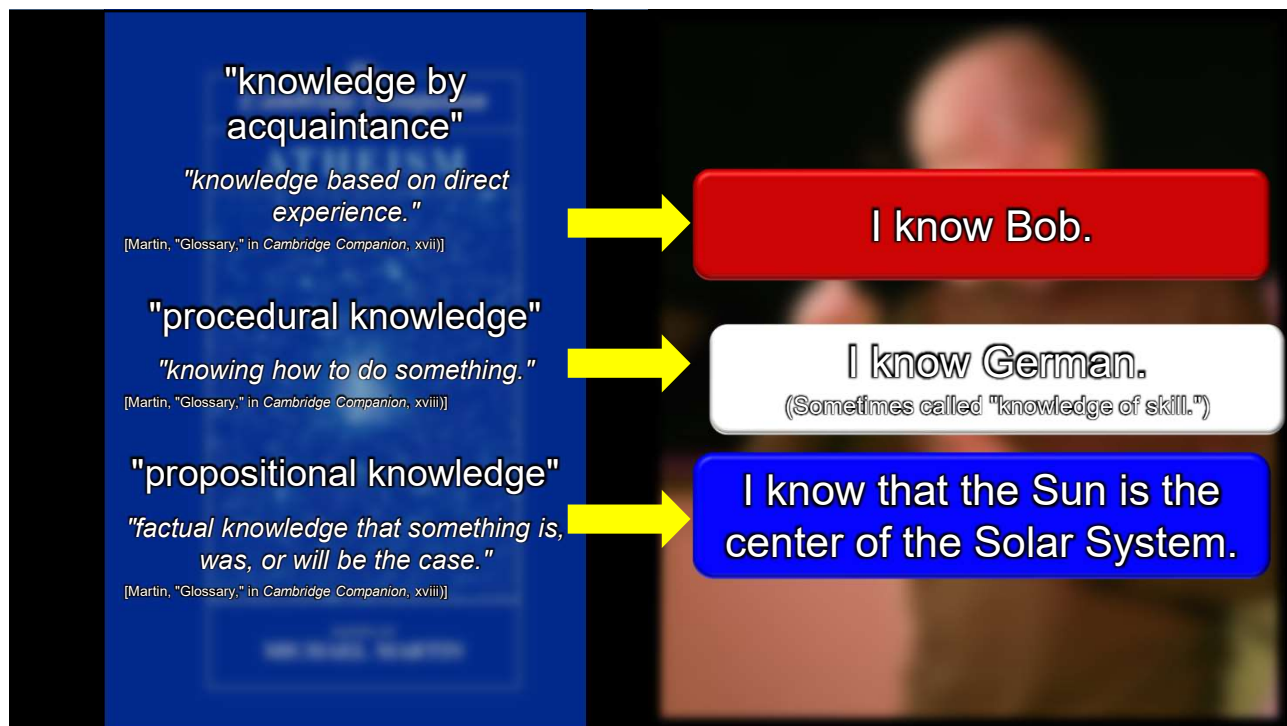 "knowledge by
acquaintance"
"knowledge based on direct
experience."
[Martin, "Glossary," in Cambridge Companion, xvii)]
"procedural knowledge"
"knowing how to do something."
[Martin, "Glossary," in Cambridge Companion, xviii)]
"propositional knowledge"
"factual knowledge that something is,
was, or will be the case."
[Martin, "Glossary," in Cambridge Companion, xviii)]
ATHEISM
MICHAEL MARTIN
I know Bob.
I know German.
(Sometimes called "knowledge of skill.")
I know that the Sun is the
center of the Solar System.